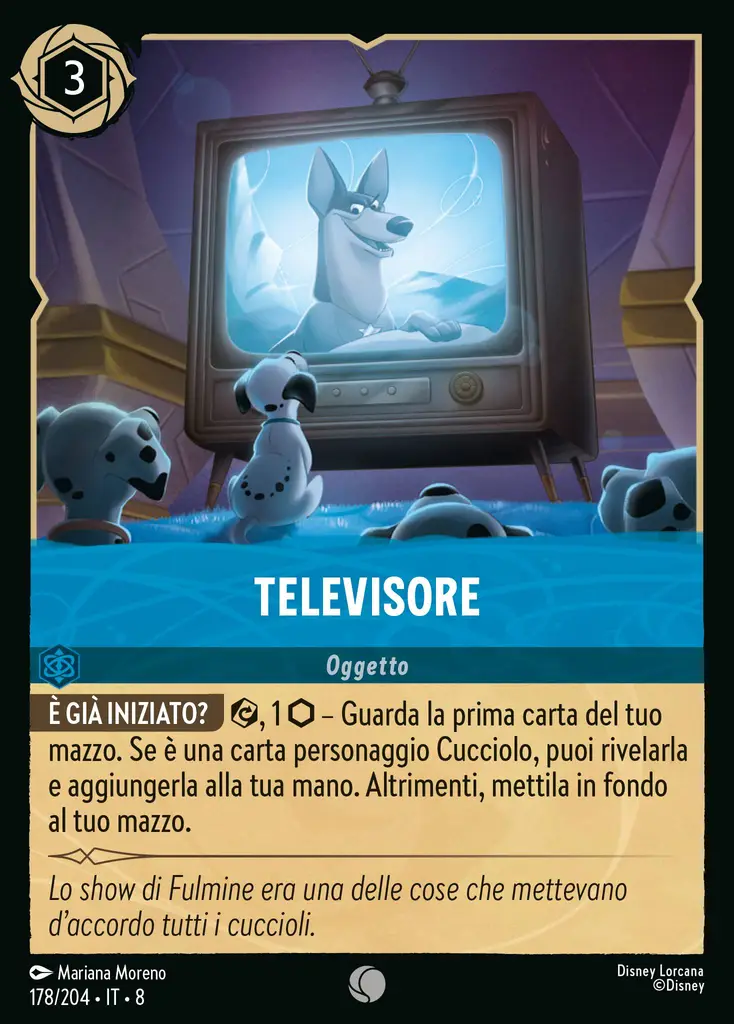 3
TELEVISORE
Oggetto
È GIÀ INIZIATO? , 1 – Guarda la prima carta del tuo
mazzo. Se è una carta personaggio Cucciolo, puoi rivelarla
e aggiungerla alla tua mano. Altrimenti, mettila in fondo
al tuo mazzo.
Lo show di Fulmine era una delle cose che mettevano
d’accordo tutti i cuccioli.
Mariana Moreno
178/204 • IT • 8
Disney Lorcana
©Disney